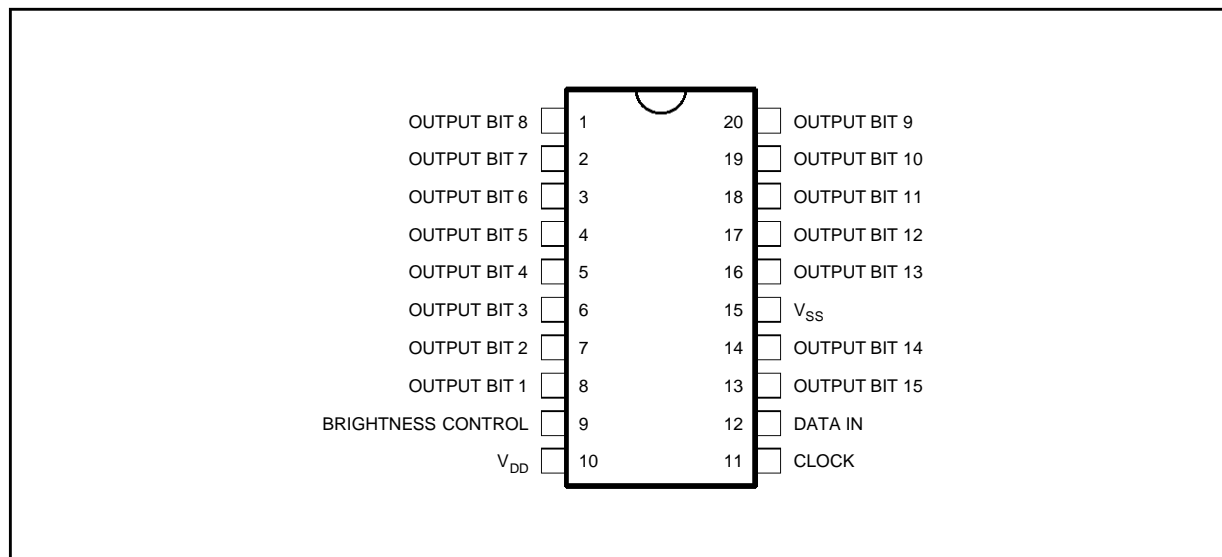 OUTPUT BIT 8 1 20 OUTPUT BIT 9
OUTPUT BIT 7 2 19 OUTPUT BIT 10
OUTPUT BIT 6 3 18 OUTPUT BIT 11
OUTPUT BIT 5 4 17 OUTPUT BIT 12
OUTPUT BIT 4 5 16 OUTPUT BIT 13
OUTPUT BIT 3 6 15 VSS
OUTPUT BIT 2 7 14 OUTPUT BIT 14
OUTPUT BIT 1 8 13 OUTPUT BIT 15
BRIGHTNESS CONTROL 9 12 DATA IN
VDD 10 11 CLOCK